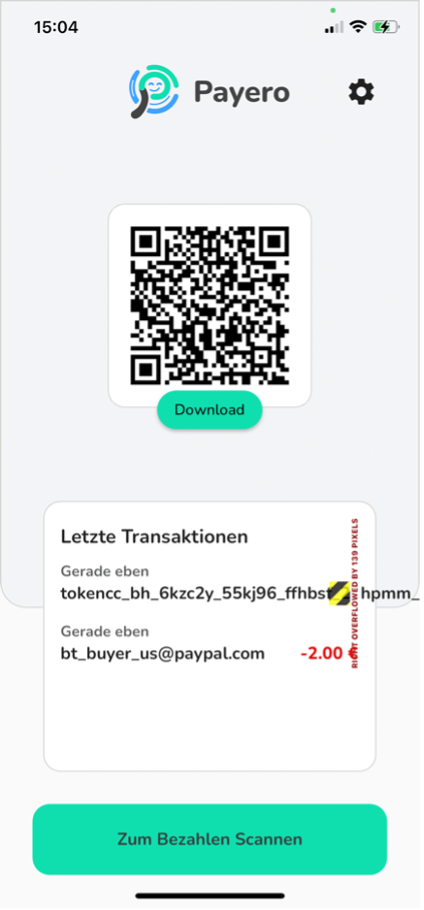 15:04
Payero
Download
Letzte Transaktionen
Gerade eben
tokencc_bh_6kzc2y_55kj96_ffhbst hpmm_
Gerade eben
bt_buyer_us@paypal.com -2.00 €
RIGHT OVERFLOWED BY 139 PIXELS
Zum Bezahlen Scannen